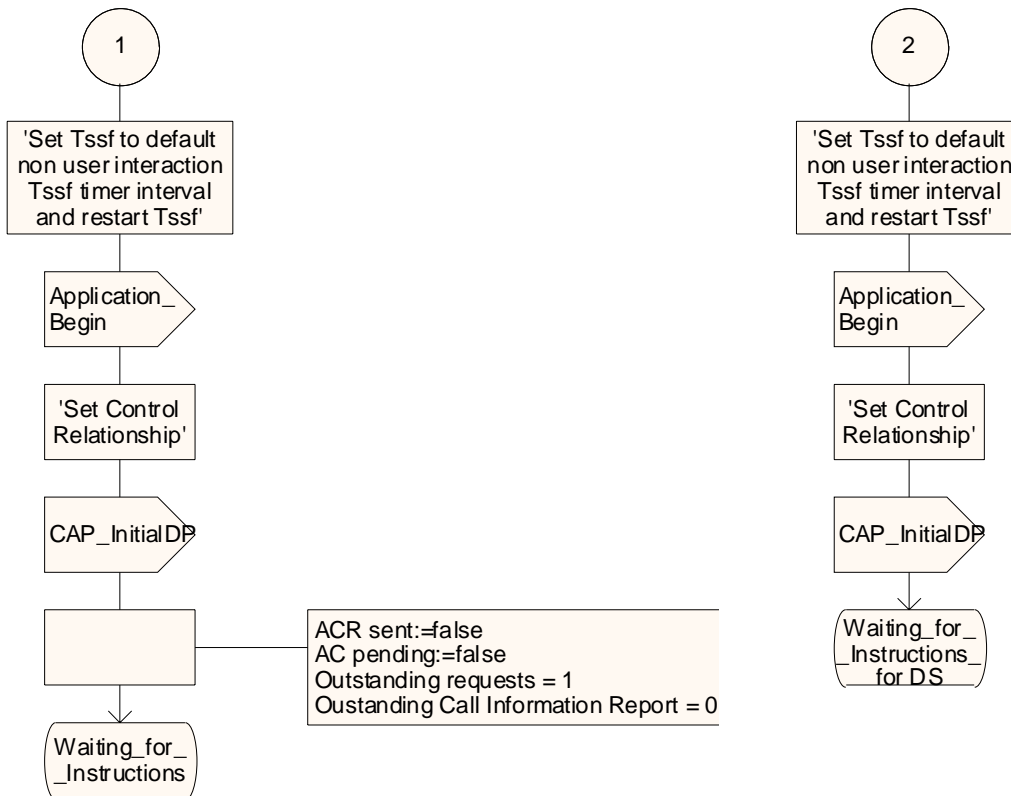 1
'Set Tssf to default
non user interaction
Tssf timer interval
and restart Tssf'
Application_
Begin
'Set Control
Relationship'
CAP_InitialDP
ACR sent:=false
AC pending:=false
Outstanding requests = 1
Oustanding Call Information Report = 0
Waiting_for_
_Instructions
2
'Set Tssf to default
non user interaction
Tssf timer interval
and restart Tssf'
Application_
Begin
'Set Control
Relationship'
CAP_InitialDP
Waiting_for_
_Instructions_
for DS